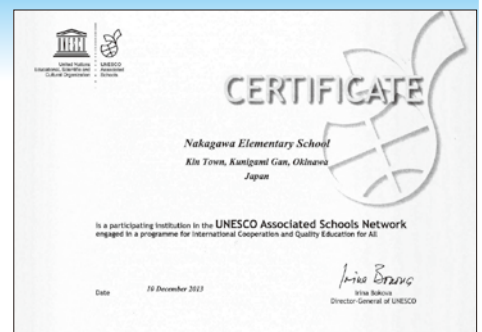 United Nations
Educational, Scientific and
Cultural Organization
UNESCO
Associated
Schools
CERTIFICATE
Nakagawa Elementary School
Kin Town, Kunigami Gan, Okinawa
Japan
is a participating institution in the UNESCO Associated Schools Network
engaged in a programme for International Cooperation and Quality Education for All
Irina Bokova
Date 10 December 2013
Irina Bokova
Director-General of UNESCO